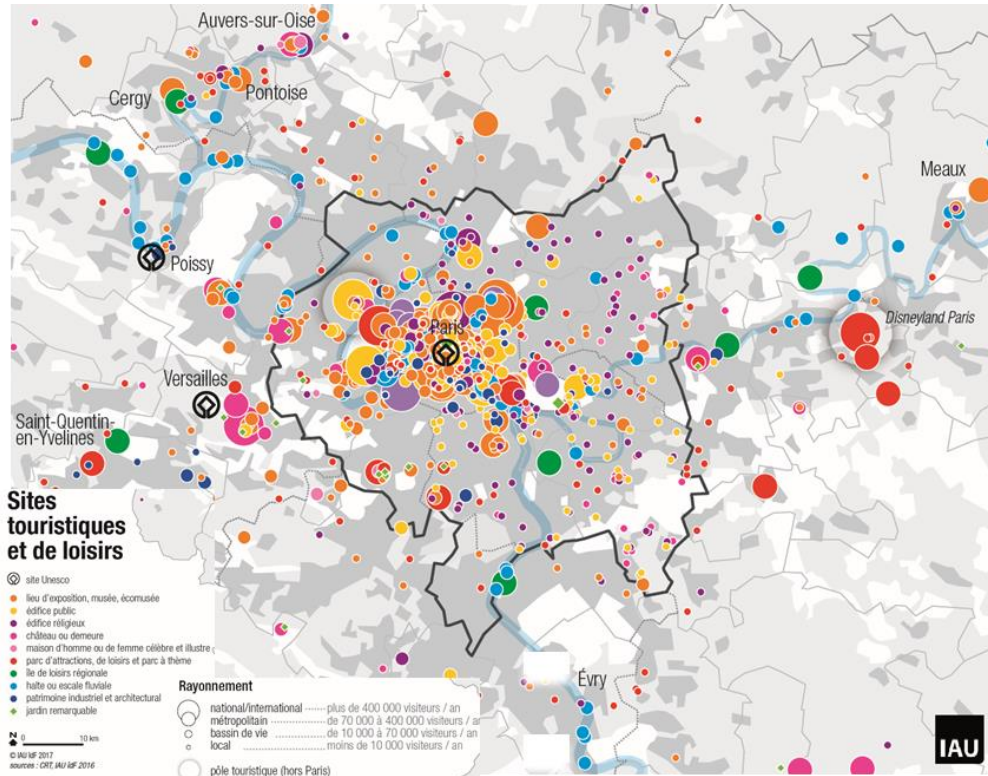 Auvers-sur-Oise
Cergy
Pontoise
Meaux
Poissy
Disneyland Paris
Paris
Versailles
Saint-Quentin-
en-Yvelines
Évry
Sites
touristiques
et de loisirs
site Unesco
lieu d'exposition, musée, écomusée
édifice public
édifice réligieux
château ou demeure
maison d'homme ou de femme célèbre et illustre
parc d'attractions, de loisirs et parc à thème
île de loisirs régionale
halte ou escale fluviale
patrimoine industriel et architectural
jardin remarquable
N 0 10 km
© IAU îdF 2017
sources : CRT, IAU îdF 2016
Rayonnement
national/international plus de 400 000 visiteurs / an
métropolitain de 70 000 à 400 000 visiteurs / an
bassin de vie de 10 000 à 70 000 visiteurs / an
local moins de 10 000 visiteurs / an
pôle touristique (hors Paris)
IAU